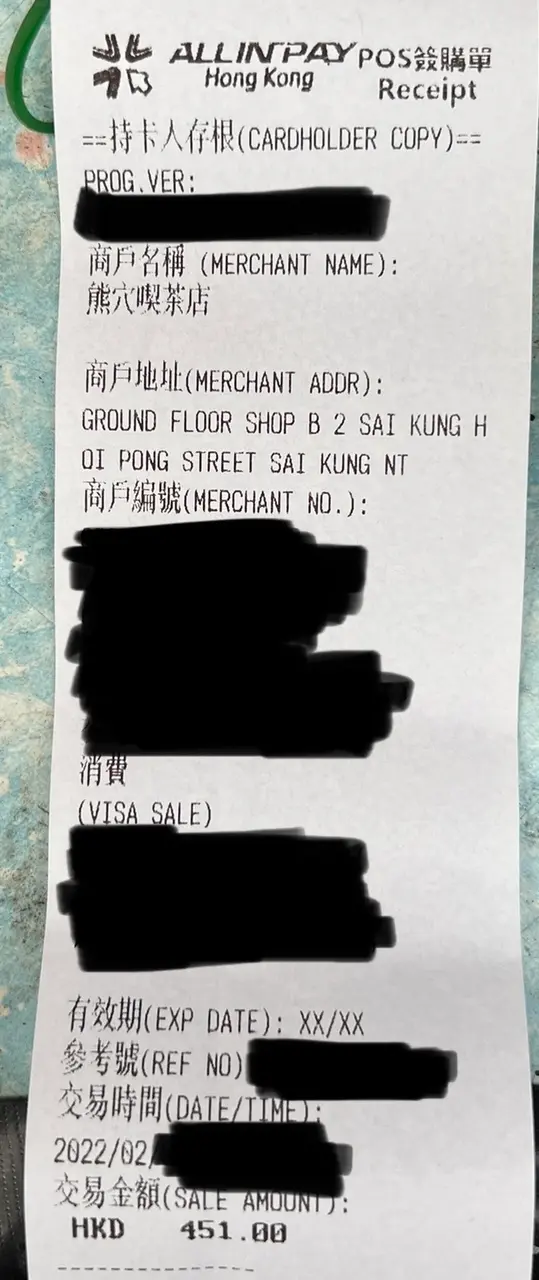 ALLINPAY POS簽購單
Hong Kong Receipt
==持卡人存根(CARDHOLDER COPY)==
PROG.VER:
商戶名稱 (MERCHANT NAME):
熊穴喫茶店
商戶地址(MERCHANT ADDR):
GROUND FLOOR SHOP B 2 SAI KUNG H
OI PONG STREET SAI KUNG NT
商戶編號(MERCHANT NO.):
消費
(VISA SALE)
有效期(EXP DATE): XX/XX
參考號(REF NO)
交易時間(DATE/TIME):
2022/02/
交易金額(SALE AMOUNT):
HKD 451.00
---------------